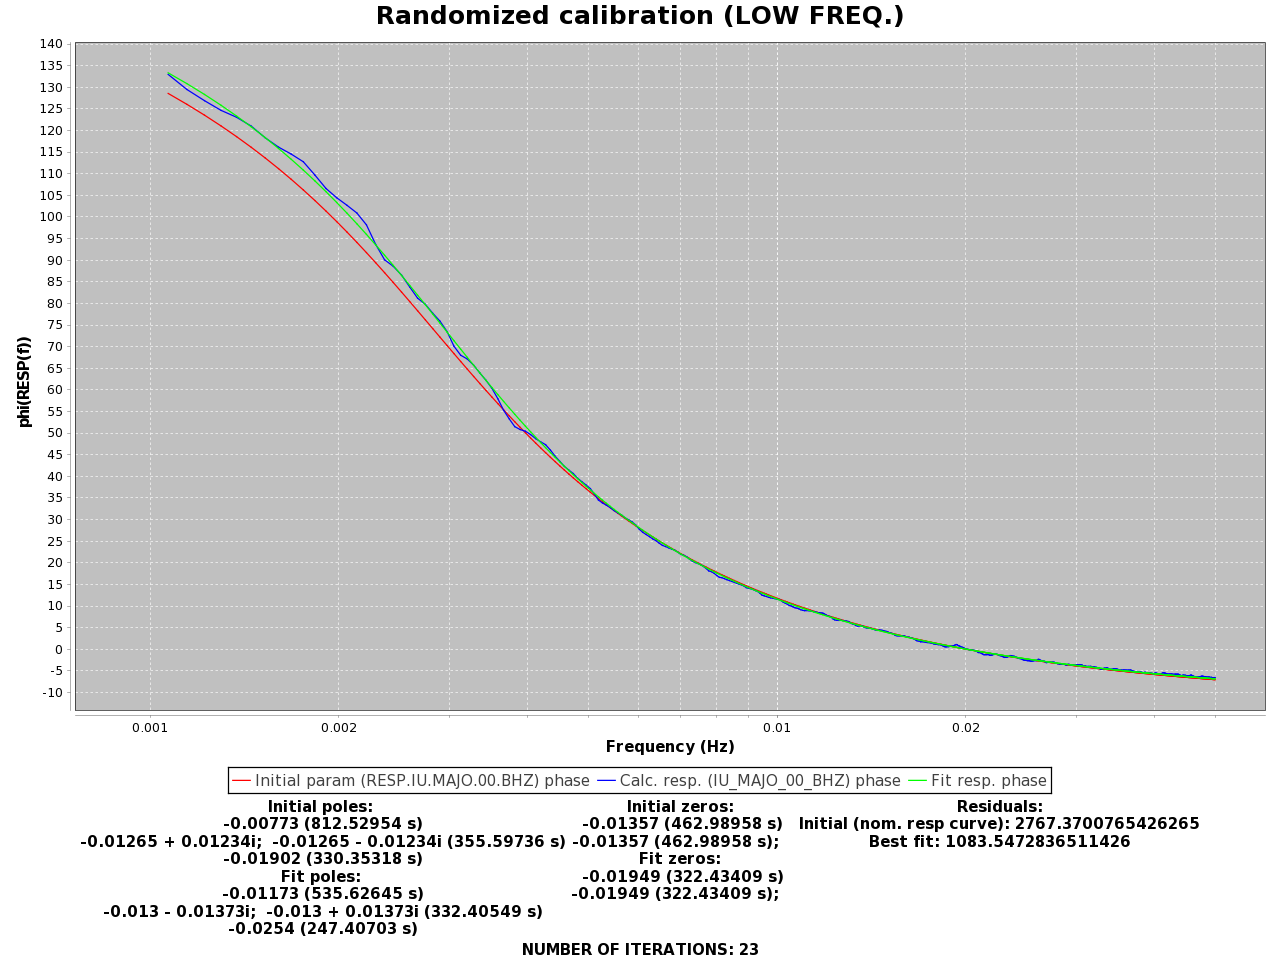 Randomized calibration (LOW FREQ.)
140
135
130
125
120
115
110
105
100
95
90
85
80
75
70
65
60
55
50
45
40
35
30
25
20
15
10
5
0
-5
-10
phi(RESP(f))
0.001
0.002
0.01
0.02
Frequency (Hz)
Initial param (RESP.IU.MAJO.00.BHZ) phase
Calc. resp. (IU_MAJO_00_BHZ) phase
Fit resp. phase
Initial poles:
-0.00773 (812.52954 s)
-0.01265 + 0.01234i;  -0.01265 - 0.01234i (355.59736 s)
-0.01902 (330.35318 s)
Fit poles:
-0.01173 (535.62645 s)
-0.013 - 0.01373i;  -0.013 + 0.01373i (332.40549 s)
-0.0254 (247.40703 s)
Initial zeros:
-0.01357 (462.98958 s)
-0.01357 (462.98958 s);
Fit zeros:
-0.01949 (322.43409 s)
-0.01949 (322.43409 s);
Residuals:
Initial (nom. resp curve): 2767.3700765426265
Best fit: 1083.5472836511426
NUMBER OF ITERATIONS: 23